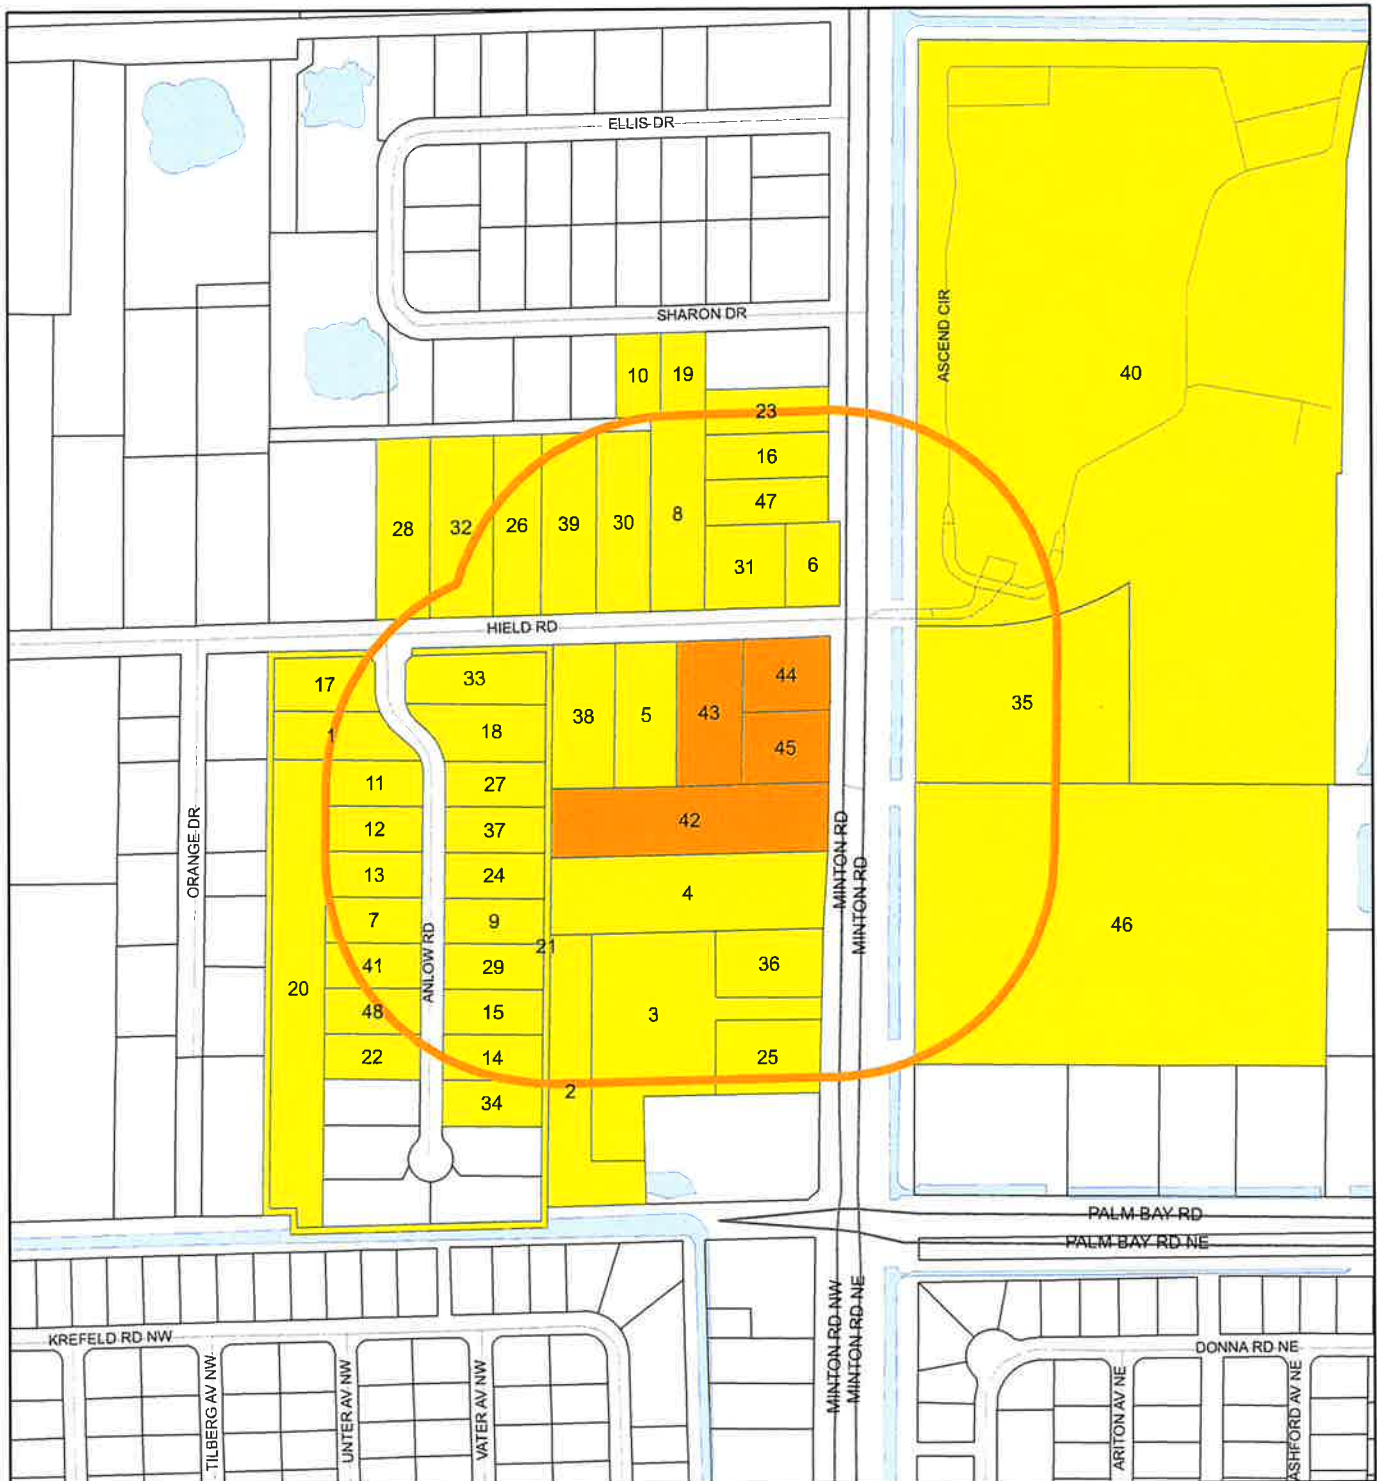 ELLIS DR
SHARON DR
ASCEND CIR
10
19
40
23
16
47
28
32
26
39
30
8
31
6
HIELD RD
17
33
44
38
5
43
35
1
18
45
11
27
42
12
37
ORANGE DR
MINTON RD
MINTON RD
13
24
4
7
9
46
21
ANLOW RD
36
41
29
20
48
15
3
22
14
25
2
34
PALM BAY RD
PALM BAY RD NE
MINTON RD NW
MINTON RD NE
KREFELD RD NW
DONNA RD NE
TILBERG AV NW
UNTER AV NW
VATER AV NW
ARITON AV NE
ASHFORD AV NE